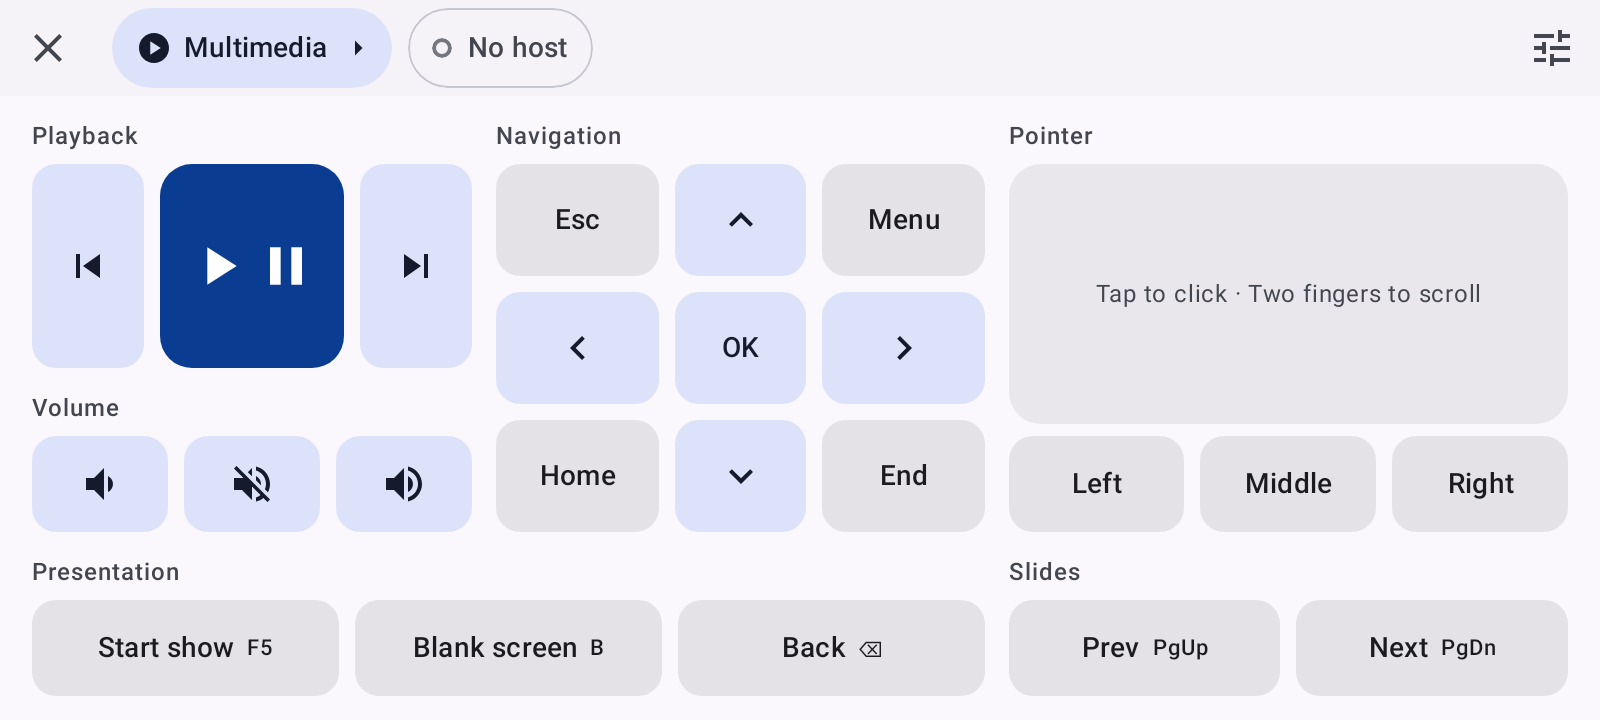 Multimedia
No host
Playback
Navigation
Pointer
Esc
Menu
Tap to click · Two fingers to scroll
OK
Volume
Home
End
Left
Middle
Right
Presentation
Slides
Start show F5
Blank screen B
Back ⌫
Prev PgUp
Next PgDn